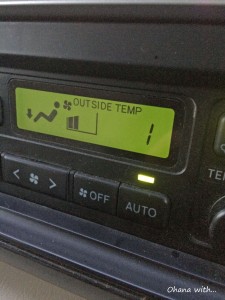 OUTSIDE TEMP
1
< >
OFF
AUTO
TE
Ohana with...